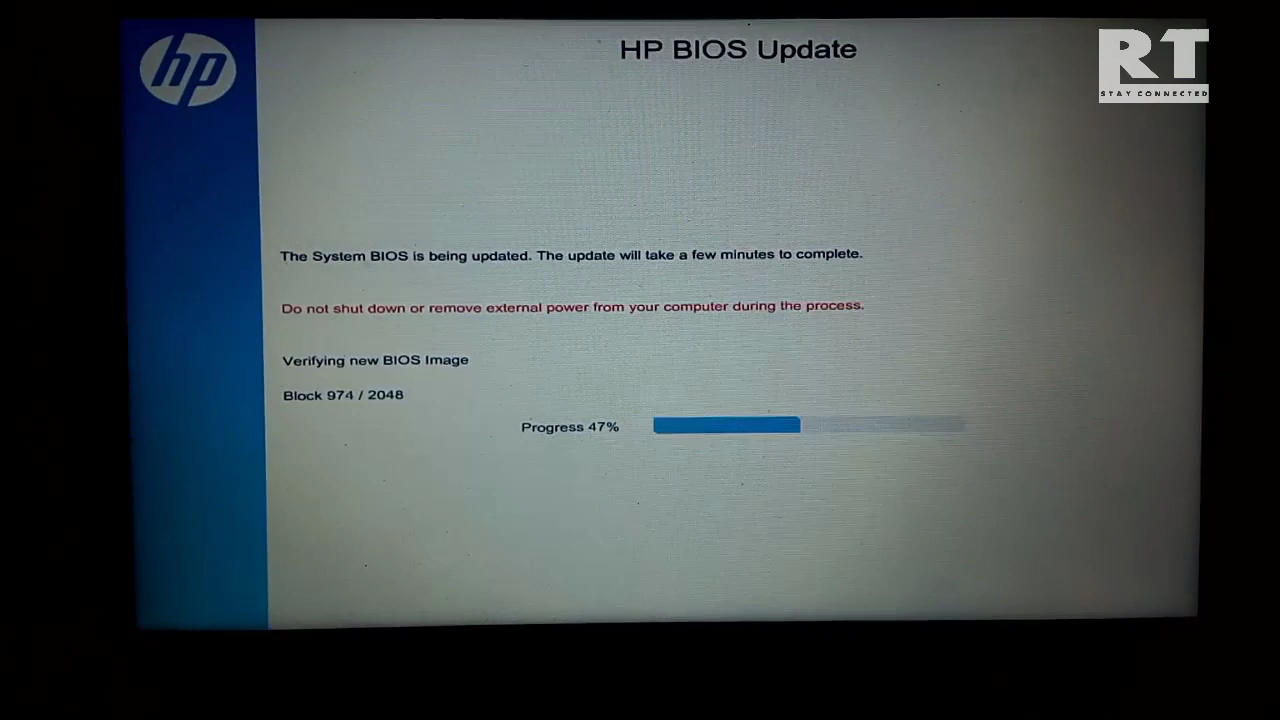 hp
HP BIOS Update
RT
STAY CONNECTED
The System BIOS is being updated. The update will take a few minutes to complete.
Do not shut down or remove external power from your computer during the process.
Verifying new BIOS Image
Block 974 / 2048
Progress 47%